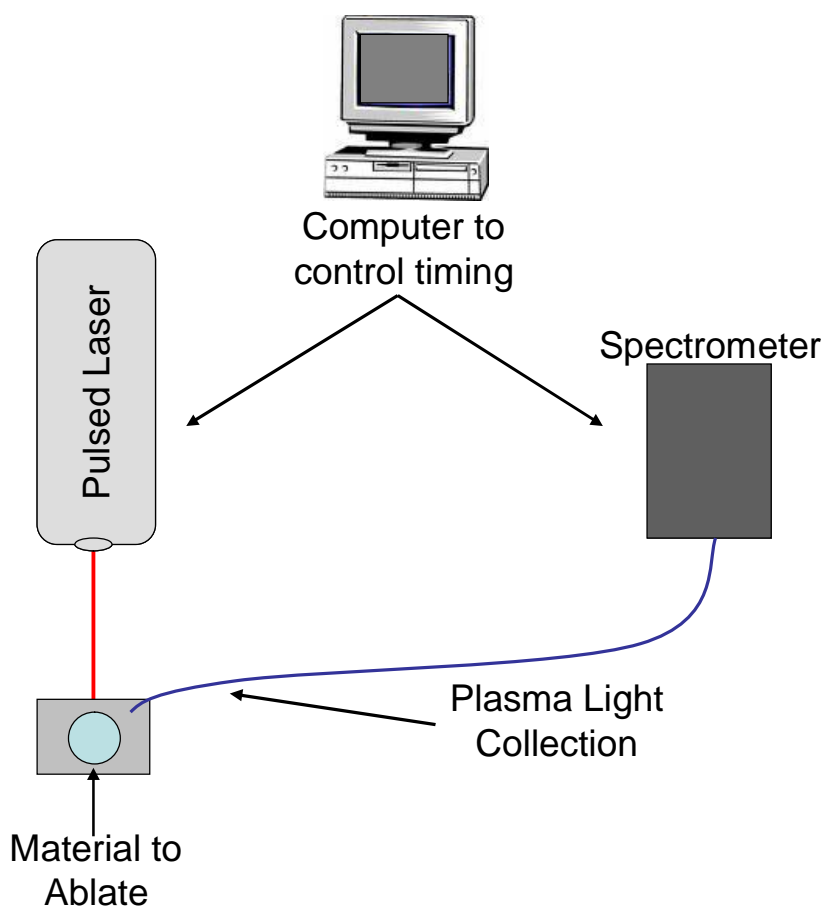 Computer to
control timing
Pulsed Laser
Spectrometer
Plasma Light
Collection
Material to
Ablate